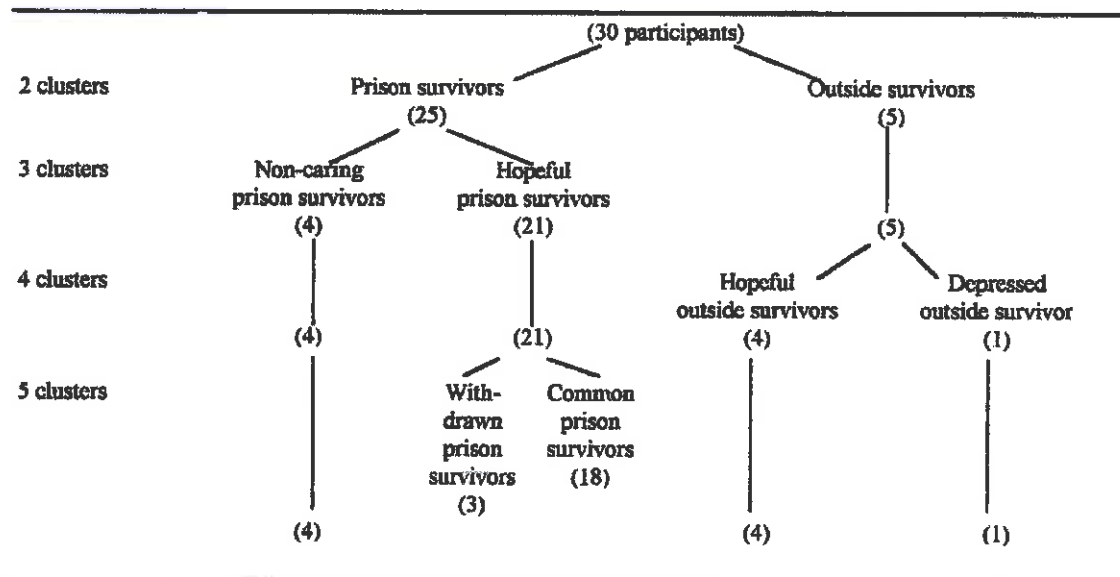 (30 participants)
2 clusters
Prison survivors
(25)
Outside survivors
(5)
3 clusters
Non-caring
prison survivors
(4)
Hopeful
prison survivors
(21)
(5)
4 clusters
Hopeful
outside survivors
(4)
Depressed
outside survivor
(1)
(4)
(21)
5 clusters
With-
drawn
prison
survivors
(3)
Common
prison
survivors
(18)
(4)
(4)
(1)